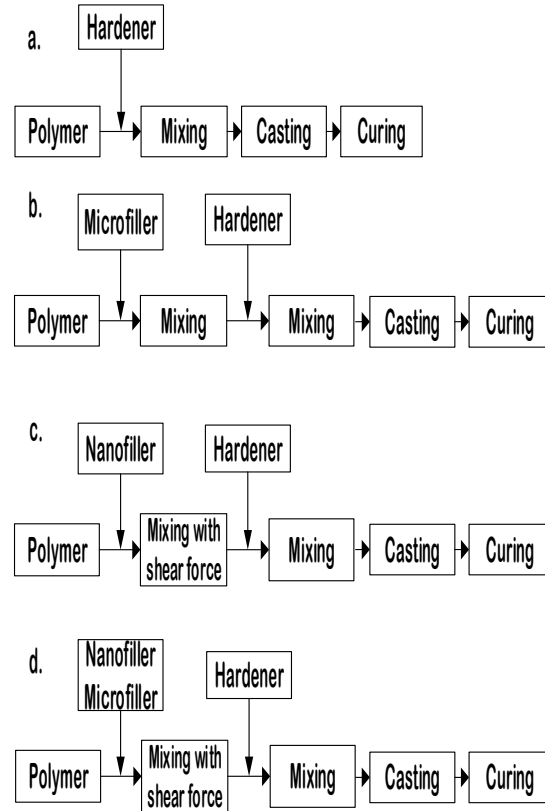 a.
Hardener
Polymer
Mixing
Casting
Curing
b.
Microfiller
Hardener
Polymer
Mixing
Mixing
Casting
Curing
c.
Nanofiller
Hardener
Polymer
Mixing with
shear force
Mixing
Casting
Curing
d.
Nanofiller
Microfiller
Hardener
Polymer
Mixing with
shear force
Mixing
Casting
Curing